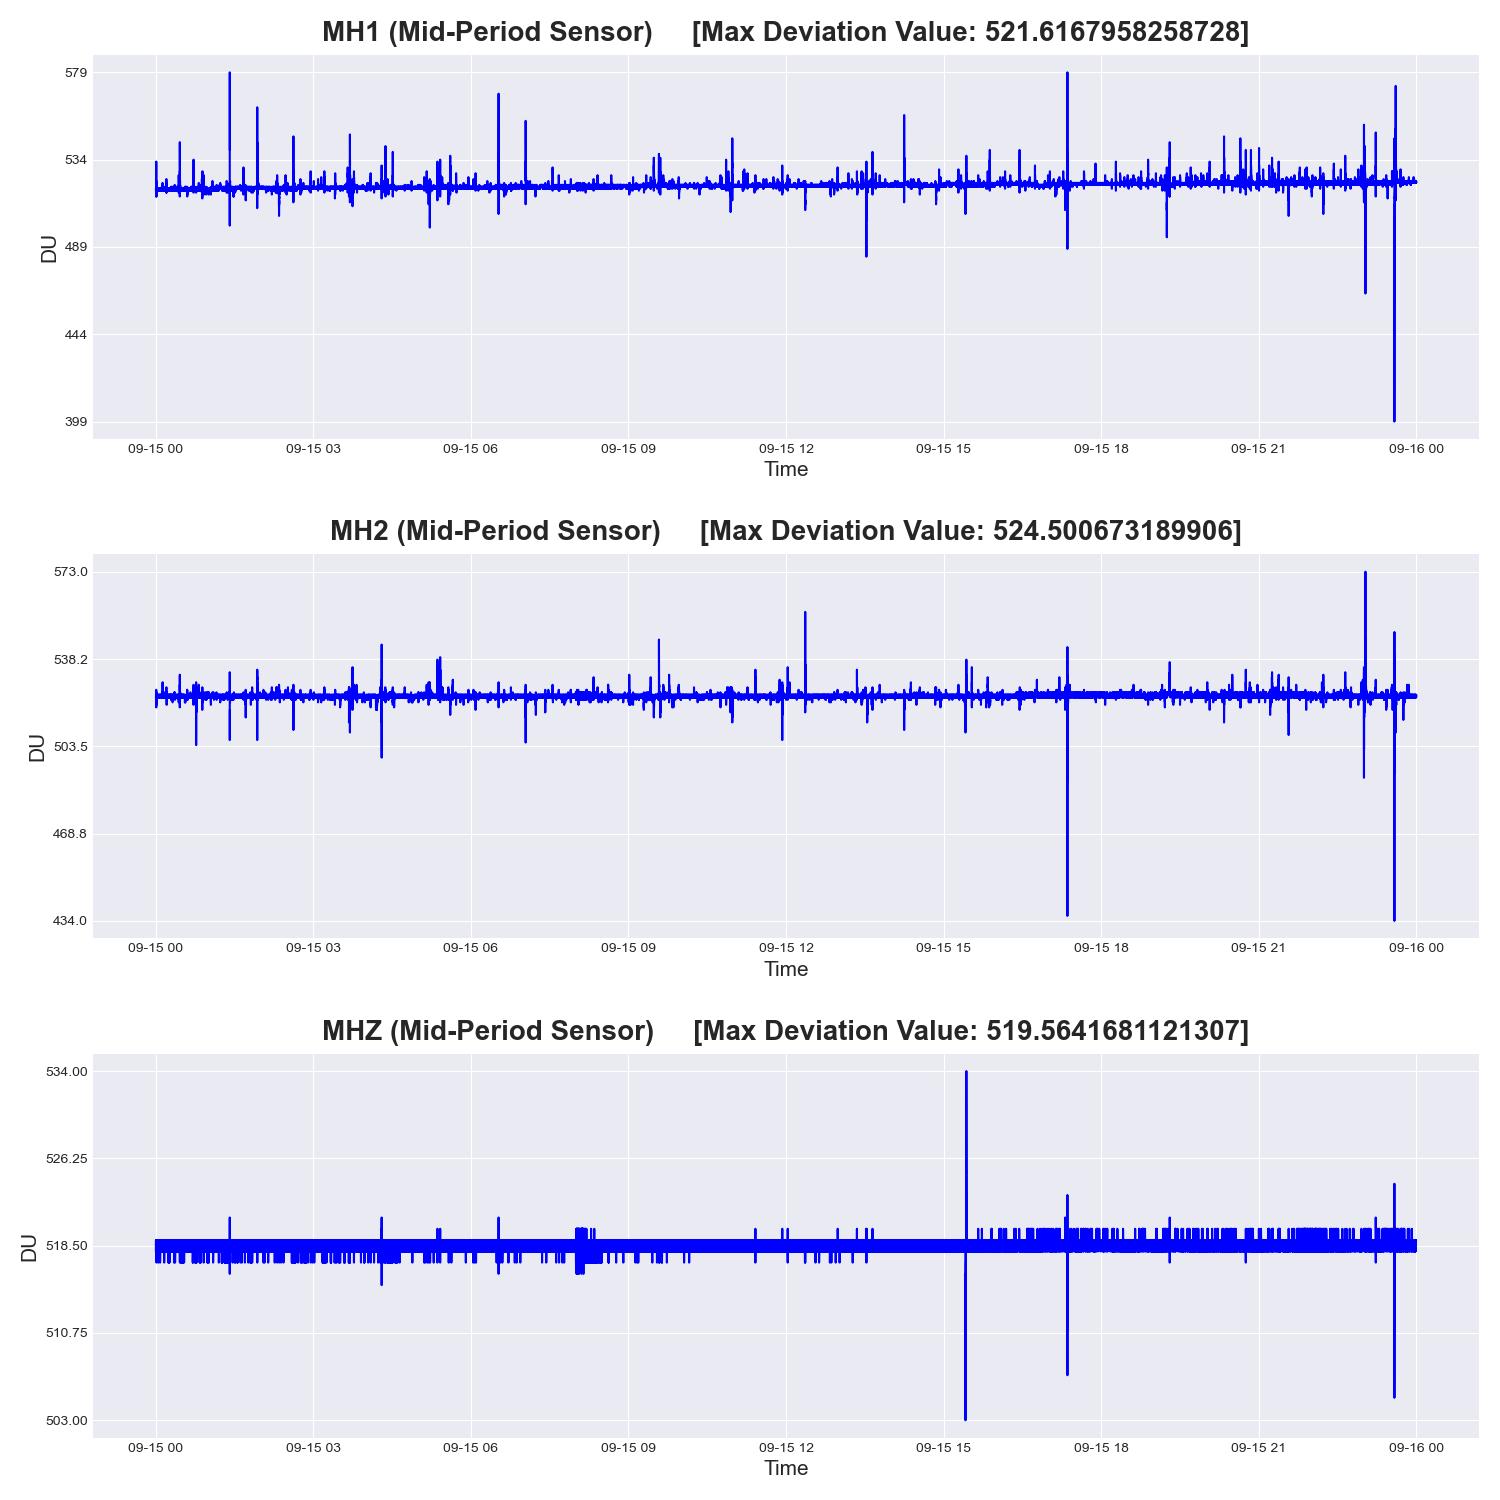 MH1 (Mid-Period Sensor) [Max Deviation Value: 521.6167958258728]
579
534
489
444
399
DU
09-15 00 09-15 03 09-15 06 09-15 09 09-15 12 09-15 15 09-15 18 09-15 21 09-16 00
Time
MH2 (Mid-Period Sensor) [Max Deviation Value: 524.500673189906]
573.0
538.2
503.5
468.8
434.0
DU
09-15 00 09-15 03 09-15 06 09-15 09 09-15 12 09-15 15 09-15 18 09-15 21 09-16 00
Time
MHZ (Mid-Period Sensor) [Max Deviation Value: 519.5641681121307]
534.00
526.25
518.50
510.75
503.00
DU
09-15 00 09-15 03 09-15 06 09-15 09 09-15 12 09-15 15 09-15 18 09-15 21 09-16 00
Time